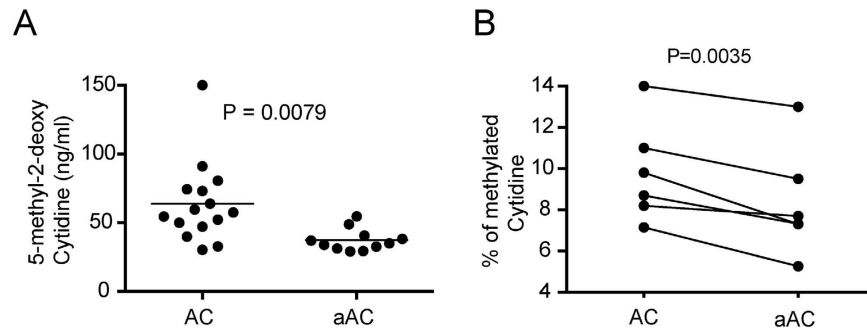 A
5-methyl-2-deoxy
Cytidine (ng/ml)
150
100
50
0
P = 0.0079
AC
aAC
B
P=0.0035
% of methylated
Cytidine
14
12
10
8
6
4
AC
aAC